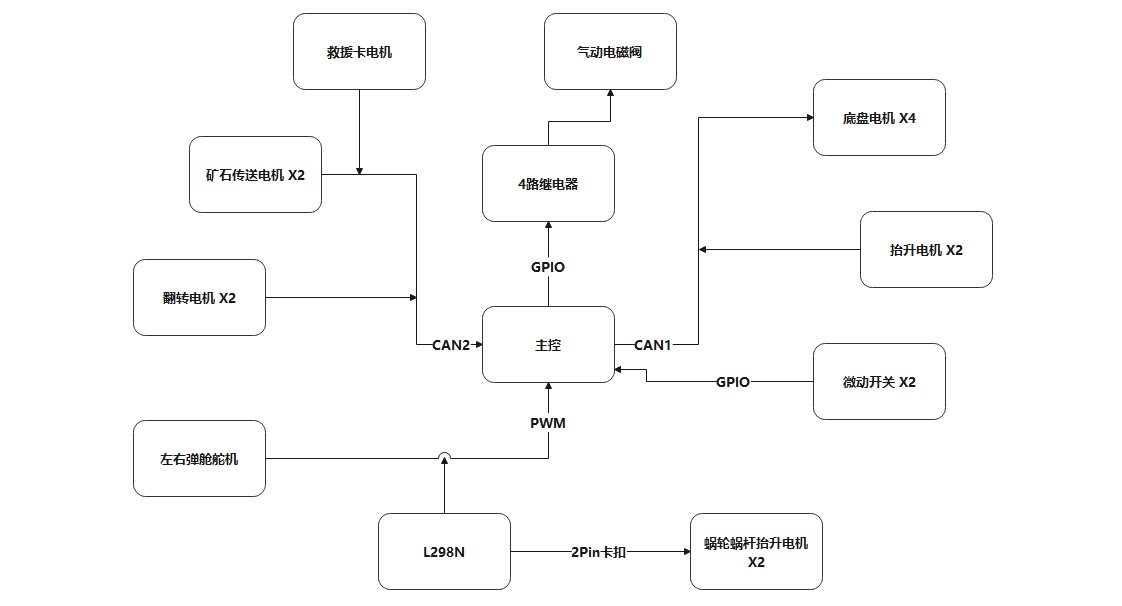 救援卡电机
气动电磁阀
底盘电机 X4
矿石传送电机 X2
4路继电器
抬升电机 X2
GPIO
翻转电机 X2
CAN2
主控
CAN1
GPIO
微动开关 X2
PWM
左右弹舱舵机
L298N
2Pin卡扣
蜗轮蜗杆抬升电机
X2